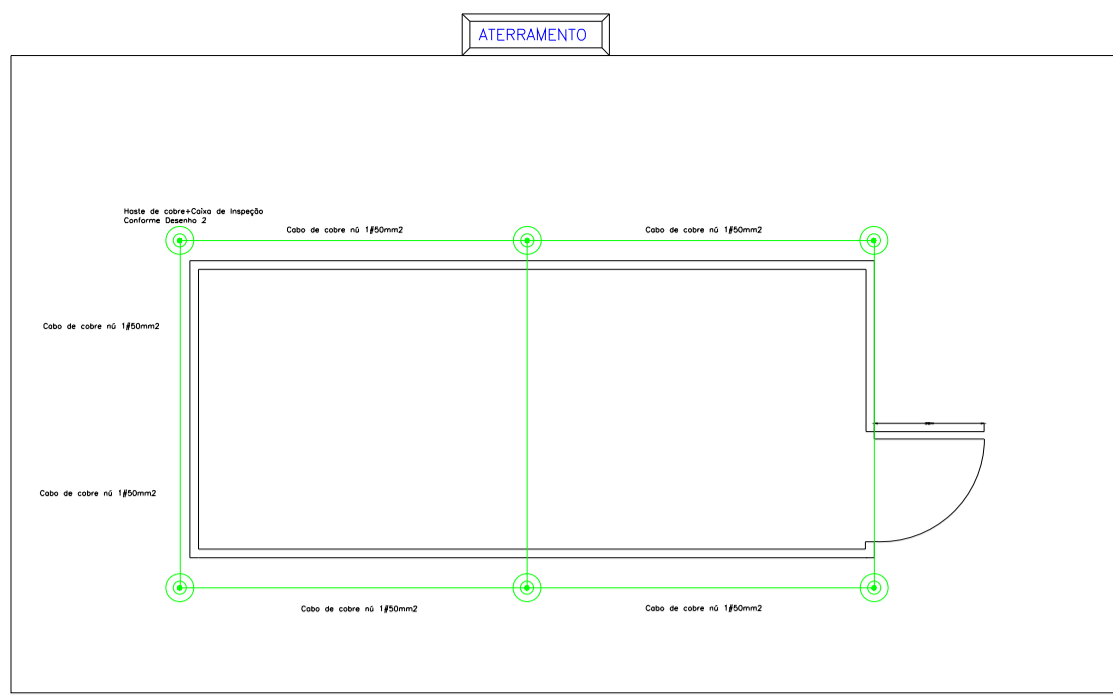 ATERRAMENTO
Haste de cobre+Caixa de Inspeção
Conforme Desenho 2
Cabo de cobre nú 1#50mm2
Cabo de cobre nú 1#50mm2
Cabo de cobre nú 1#50mm2
Cabo de cobre nú 1#50mm2
Cabo de cobre nú 1#50mm2
Cabo de cobre nú 1#50mm2